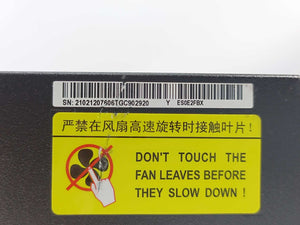 SN: 21021207606TGC902920 Y ES0E2FBX
严禁在风扇高速旋转时接触叶片!
DON'T TOUCH THE
FAN LEAVES BEFORE
THEY SLOW DOWN !